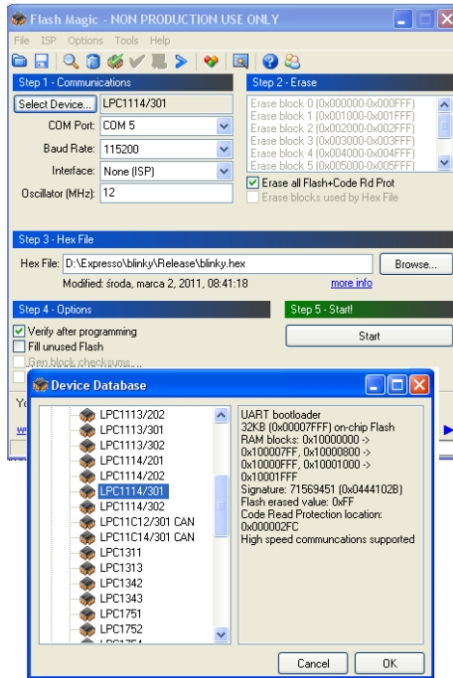 Flash Magic - NON PRODUCTION USE ONLY
File ISP Options Tools Help
Step 1 - Communications
Select Device... LPC1114/301
COM Port: COM 5
Baud Rate: 115200
Interface: None (ISP)
Oscillator (MHz): 12
Step 2 - Erase
Erase block 0 (0x000000-0x000FFF)
Erase block 1 (0x001000-0x001FFF)
Erase block 2 (0x002000-0x002FFF)
Erase block 3 (0x003000-0x003FFF)
Erase block 4 (0x004000-0x004FFF)
Erase block 5 (0x005000-0x005FFF)
Erase all Flash+Code Rd Prot
Erase blocks used by Hex File
Step 3 - Hex File
Hex File: D:\Expresso\blinky\Release\blinky.hex Browse...
Modified: środa, marca 2, 2011, 08:41:18 more info
Step 4 - Options
Verify after programming
Fill unused Flash
Gen block checksums
Step 5 - Start!
Start
Device Database
LPC1113/202
LPC1113/301
LPC1113/302
LPC1114/201
LPC1114/202
LPC1114/301
LPC1114/302
LPC11C12/301 CAN
LPC11C14/301 CAN
LPC1311
LPC1313
LPC1342
LPC1343
LPC1751
LPC1752
LPC1754
UART bootloader
32KB (0x00007FFF) on-chip Flash
RAM blocks: 0x10000000 ->
0x100007FF, 0x10000800 ->
0x10000FFF, 0x10001000 ->
0x10001FFF
Signature: 71569451 (0x0444102B)
Flash erased value: 0xFF
Code Read Protection location:
0x000002FC
High speed communcations supported
Cancel OK